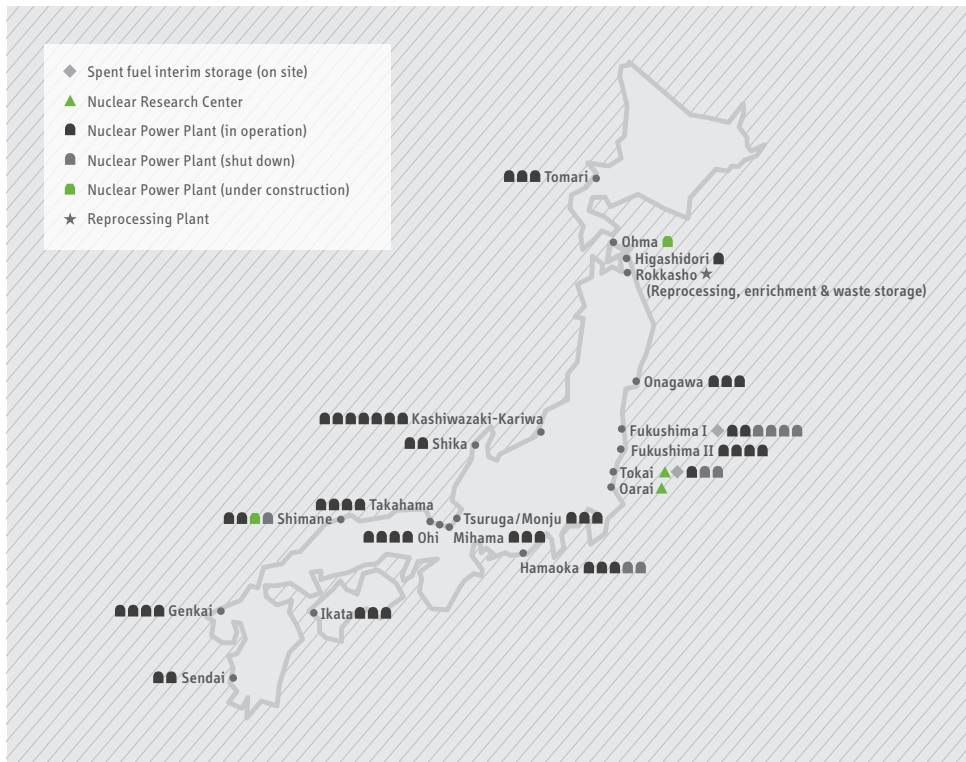 Spent fuel interim storage (on site)
Nuclear Research Center
Nuclear Power Plant (in operation)
Nuclear Power Plant (shut down)
Nuclear Power Plant (under construction)
Reprocessing Plant
Tomari
Ohma
Higashidori
Rokkasho
(Reprocessing, enrichment & waste storage)
Onagawa
Kashiwazaki-Kariwa
Fukushima I
Shika
Fukushima II
Tokai
Oarai
Takahama
Shimane
Tsuruga/Monju
Ohi
Mihama
Hamaoka
Genkai
Ikata
Sendai